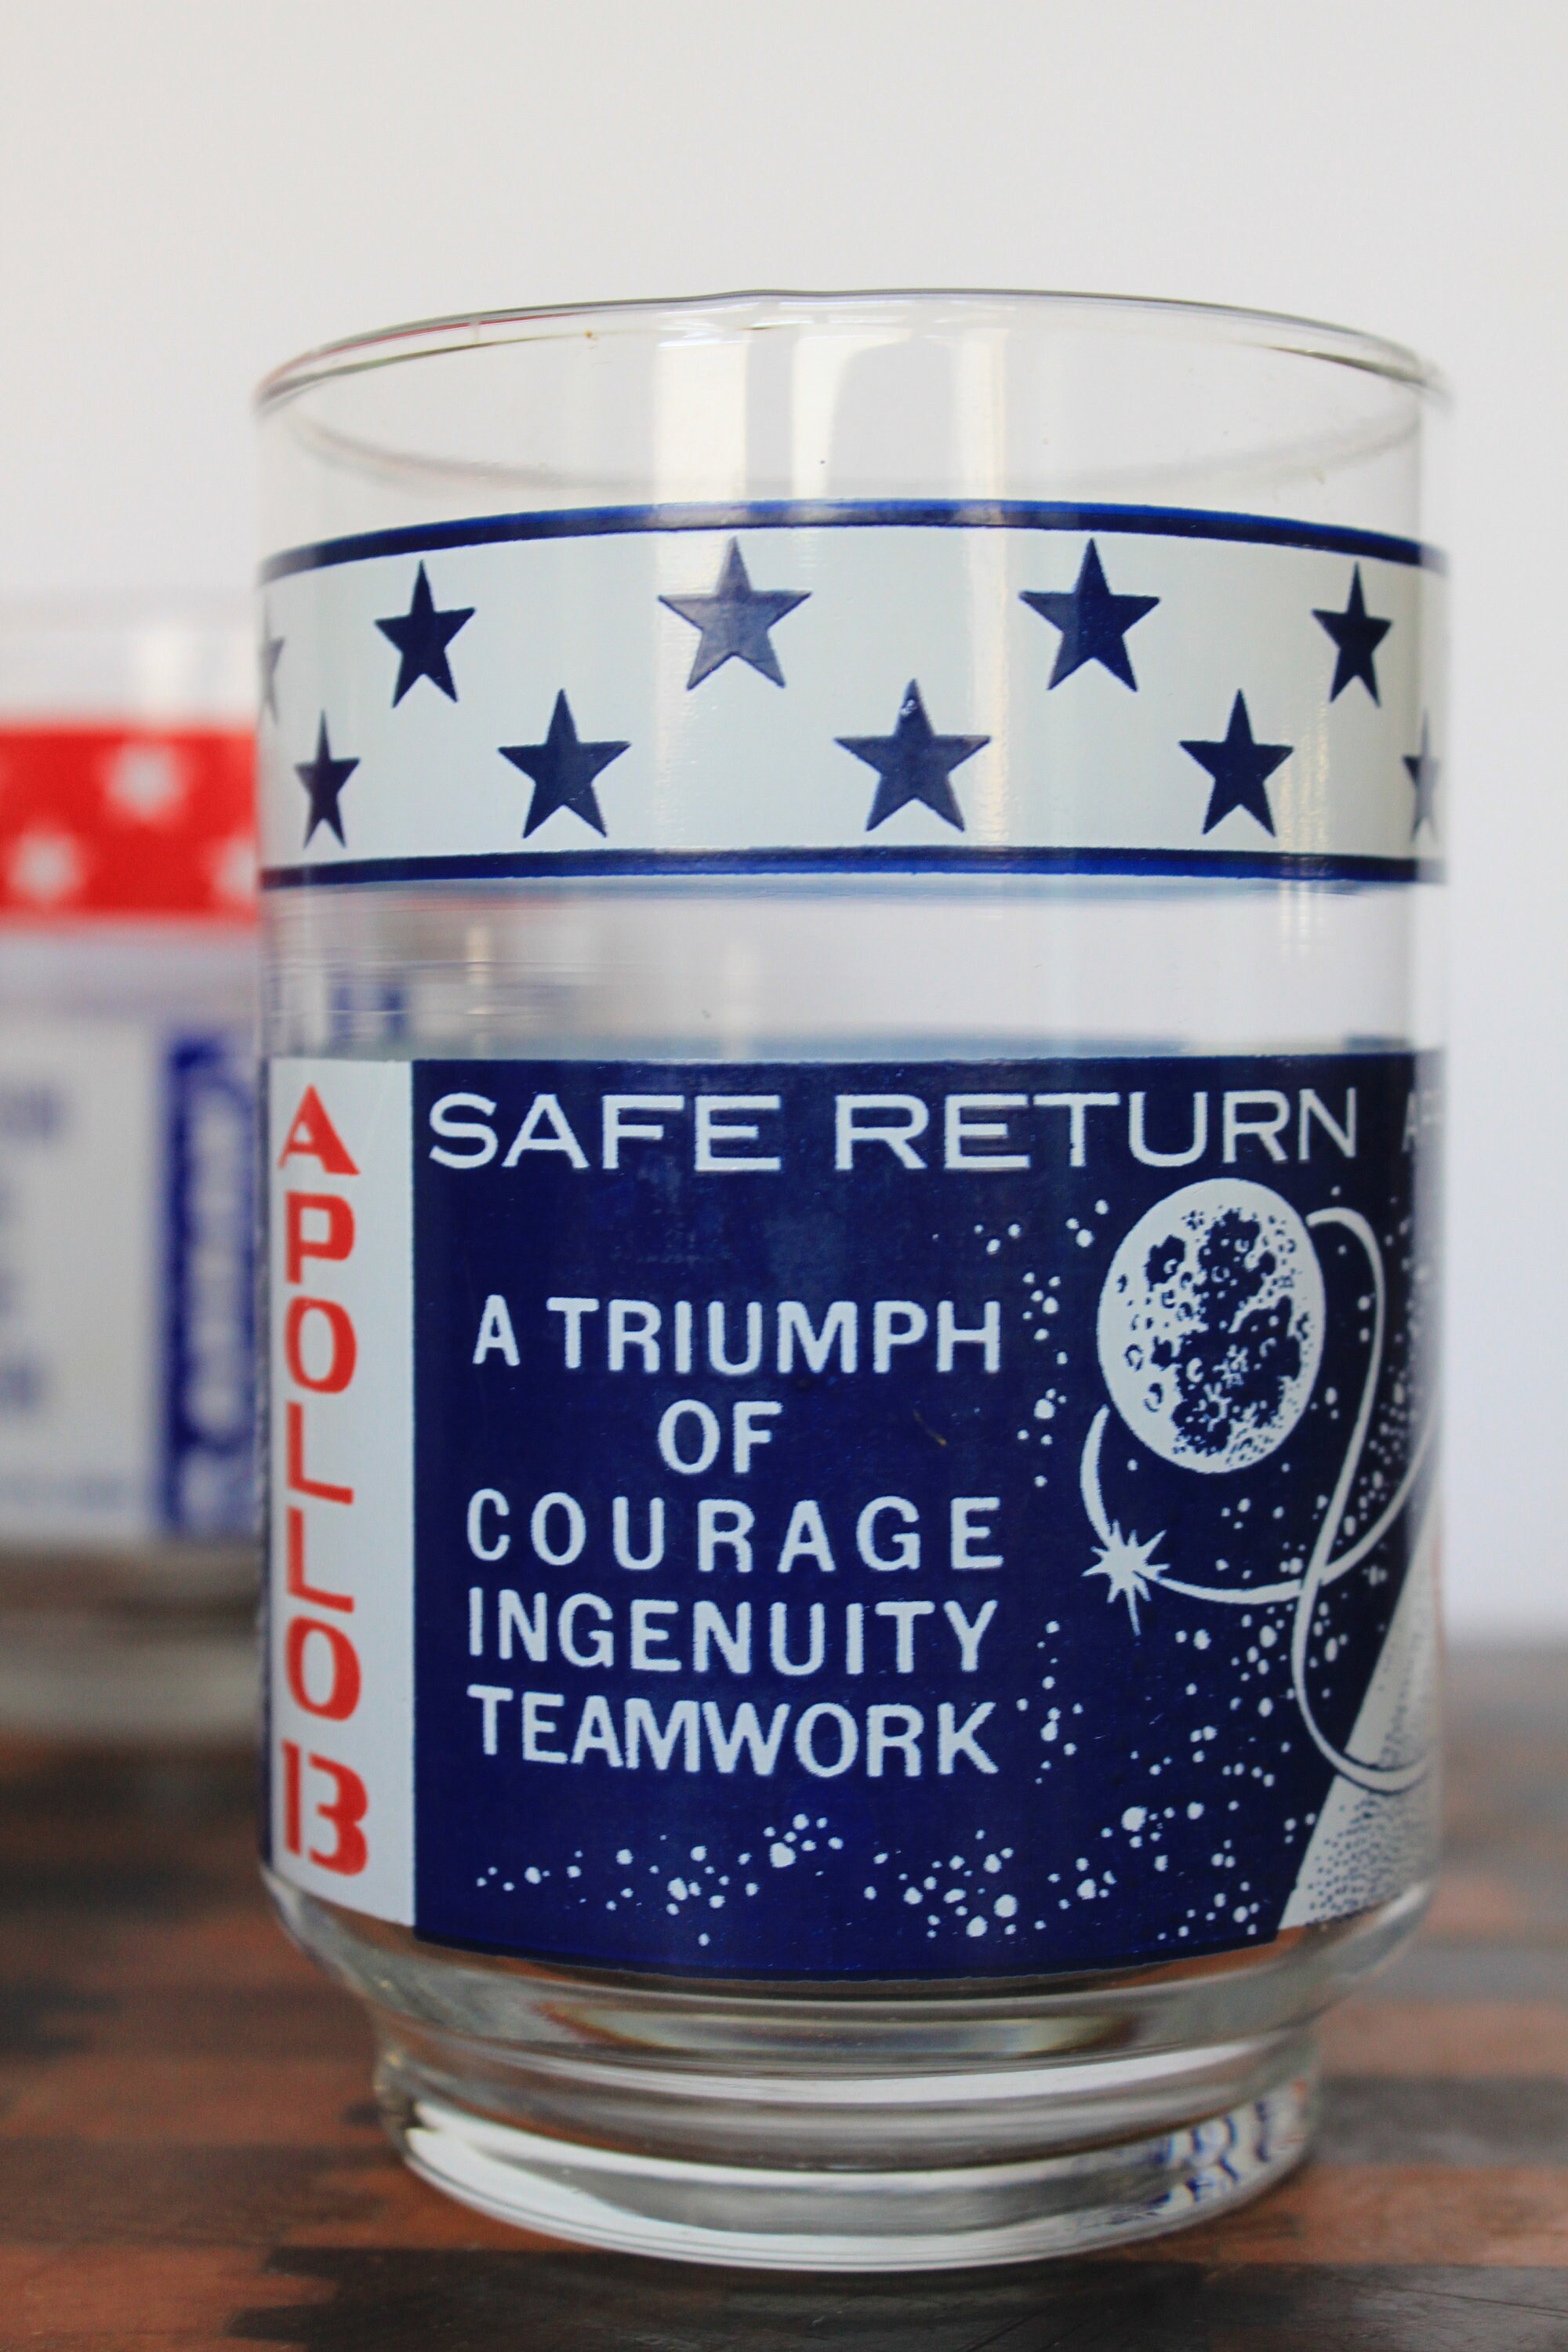 APOLLO 13
SAFE RETURN
A TRIUMPH
OF
COURAGE
INGENUITY
TEAMWORK